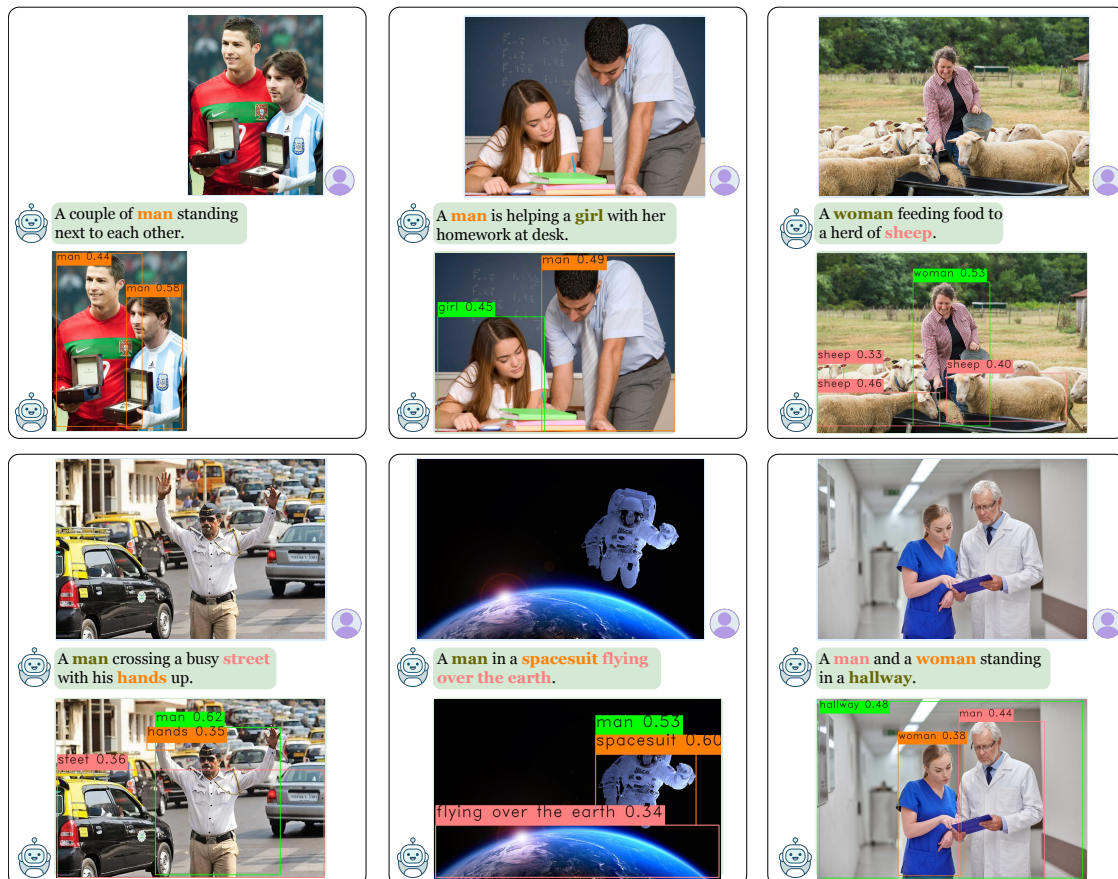 A couple of man standing
next to each other.
man 0.44
man 0.58
A man is helping a girl with her
homework at desk.
man 0.49
girl 0.45
A woman feeding food to
a herd of sheep.
woman 0.53
sheep 0.33
sheep 0.40
sheep 0.46
A man crossing a busy street
with his hands up.
man 0.62
hands 0.35
steet 0.36
A man in a spacesuit flying
over the earth.
man 0.53
spacesuit 0.60
flying over the earth 0.34
A man and a woman standing
in a hallway.
hallway 0.48
man 0.44
woman 0.38